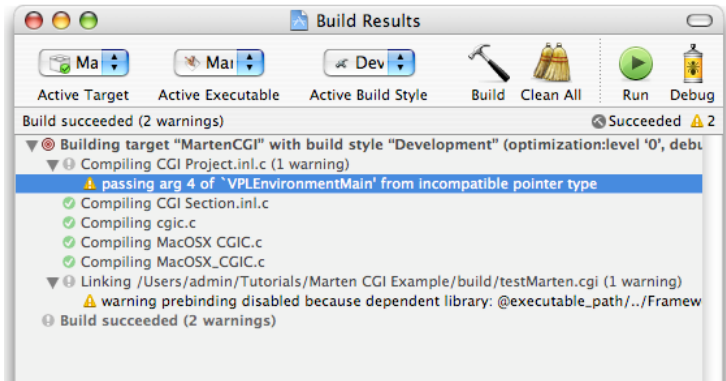 Build Results
Ma Mai Dev
Active Target Active Executable Active Build Style Build Clean All Run Debug
Build succeeded (2 warnings) Succeeded 2
Building target “MartenCGI” with build style “Development” (optimization:level ‘0’, debu
Compiling CGI Project.inl.c (1 warning)
passing arg 4 of `VPLEnvironmentMain' from incompatible pointer type
Compiling CGI Section.inl.c
Compiling cgic.c
Compiling MacOSX CGIC.c
Compiling MacOSX_CGIC.c
Linking /Users/admin/Tutorials/Marten CGI Example/build/testMarten.cgi (1 warning)
warning prebinding disabled because dependent library: @executable_path/../Framew
Build succeeded (2 warnings)